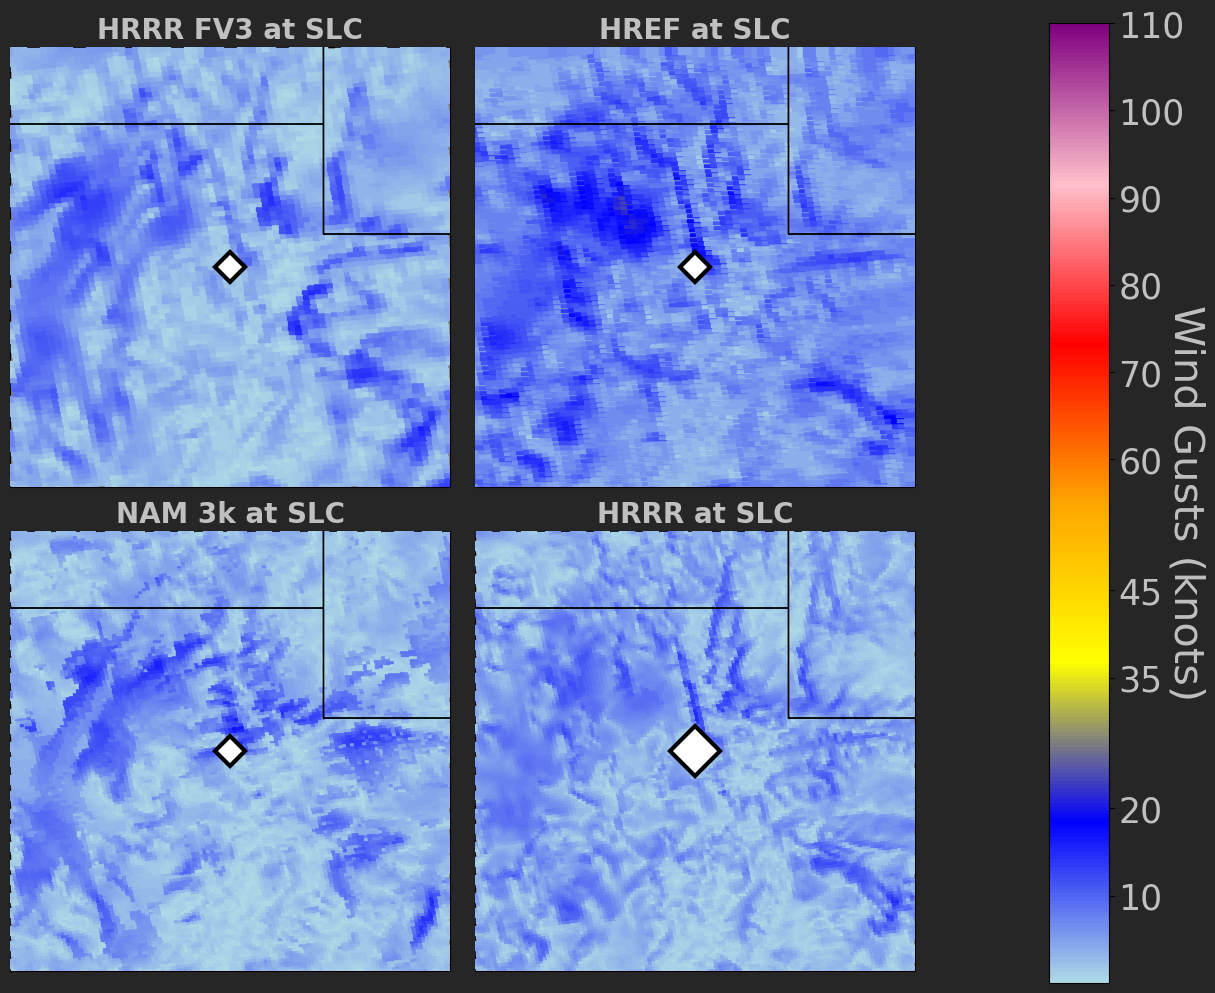 HRRR FV3 at SLC
HREF at SLC
NAM 3k at SLC
HRRR at SLC
110
100
90
80
70
60
45
35
20
10
Wind Gusts (knots)